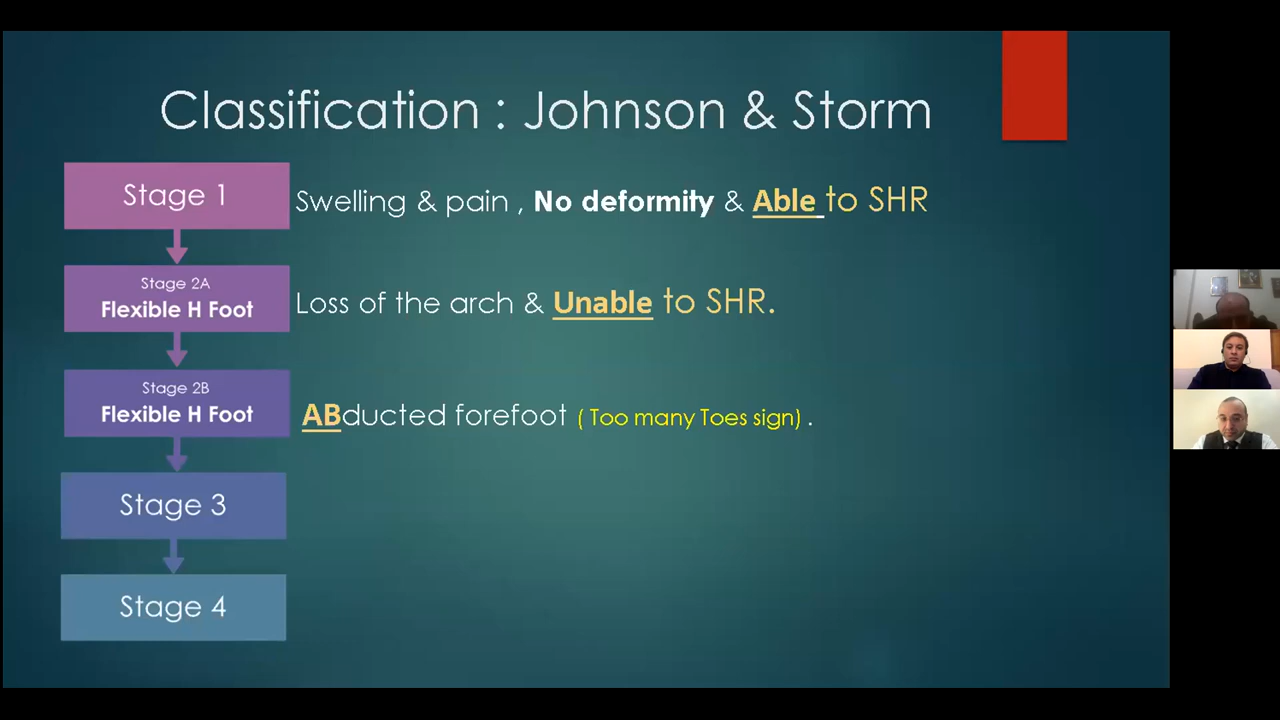 Classification : Johnson & Storm
Stage 1
Swelling & pain , No deformity & Able to SHR
Stage 2A
Flexible H Foot
Loss of the arch & Unable to SHR.
Stage 2B
Flexible H Foot
ABducted forefoot ( Too many Toes sign) .
Stage 3
Stage 4